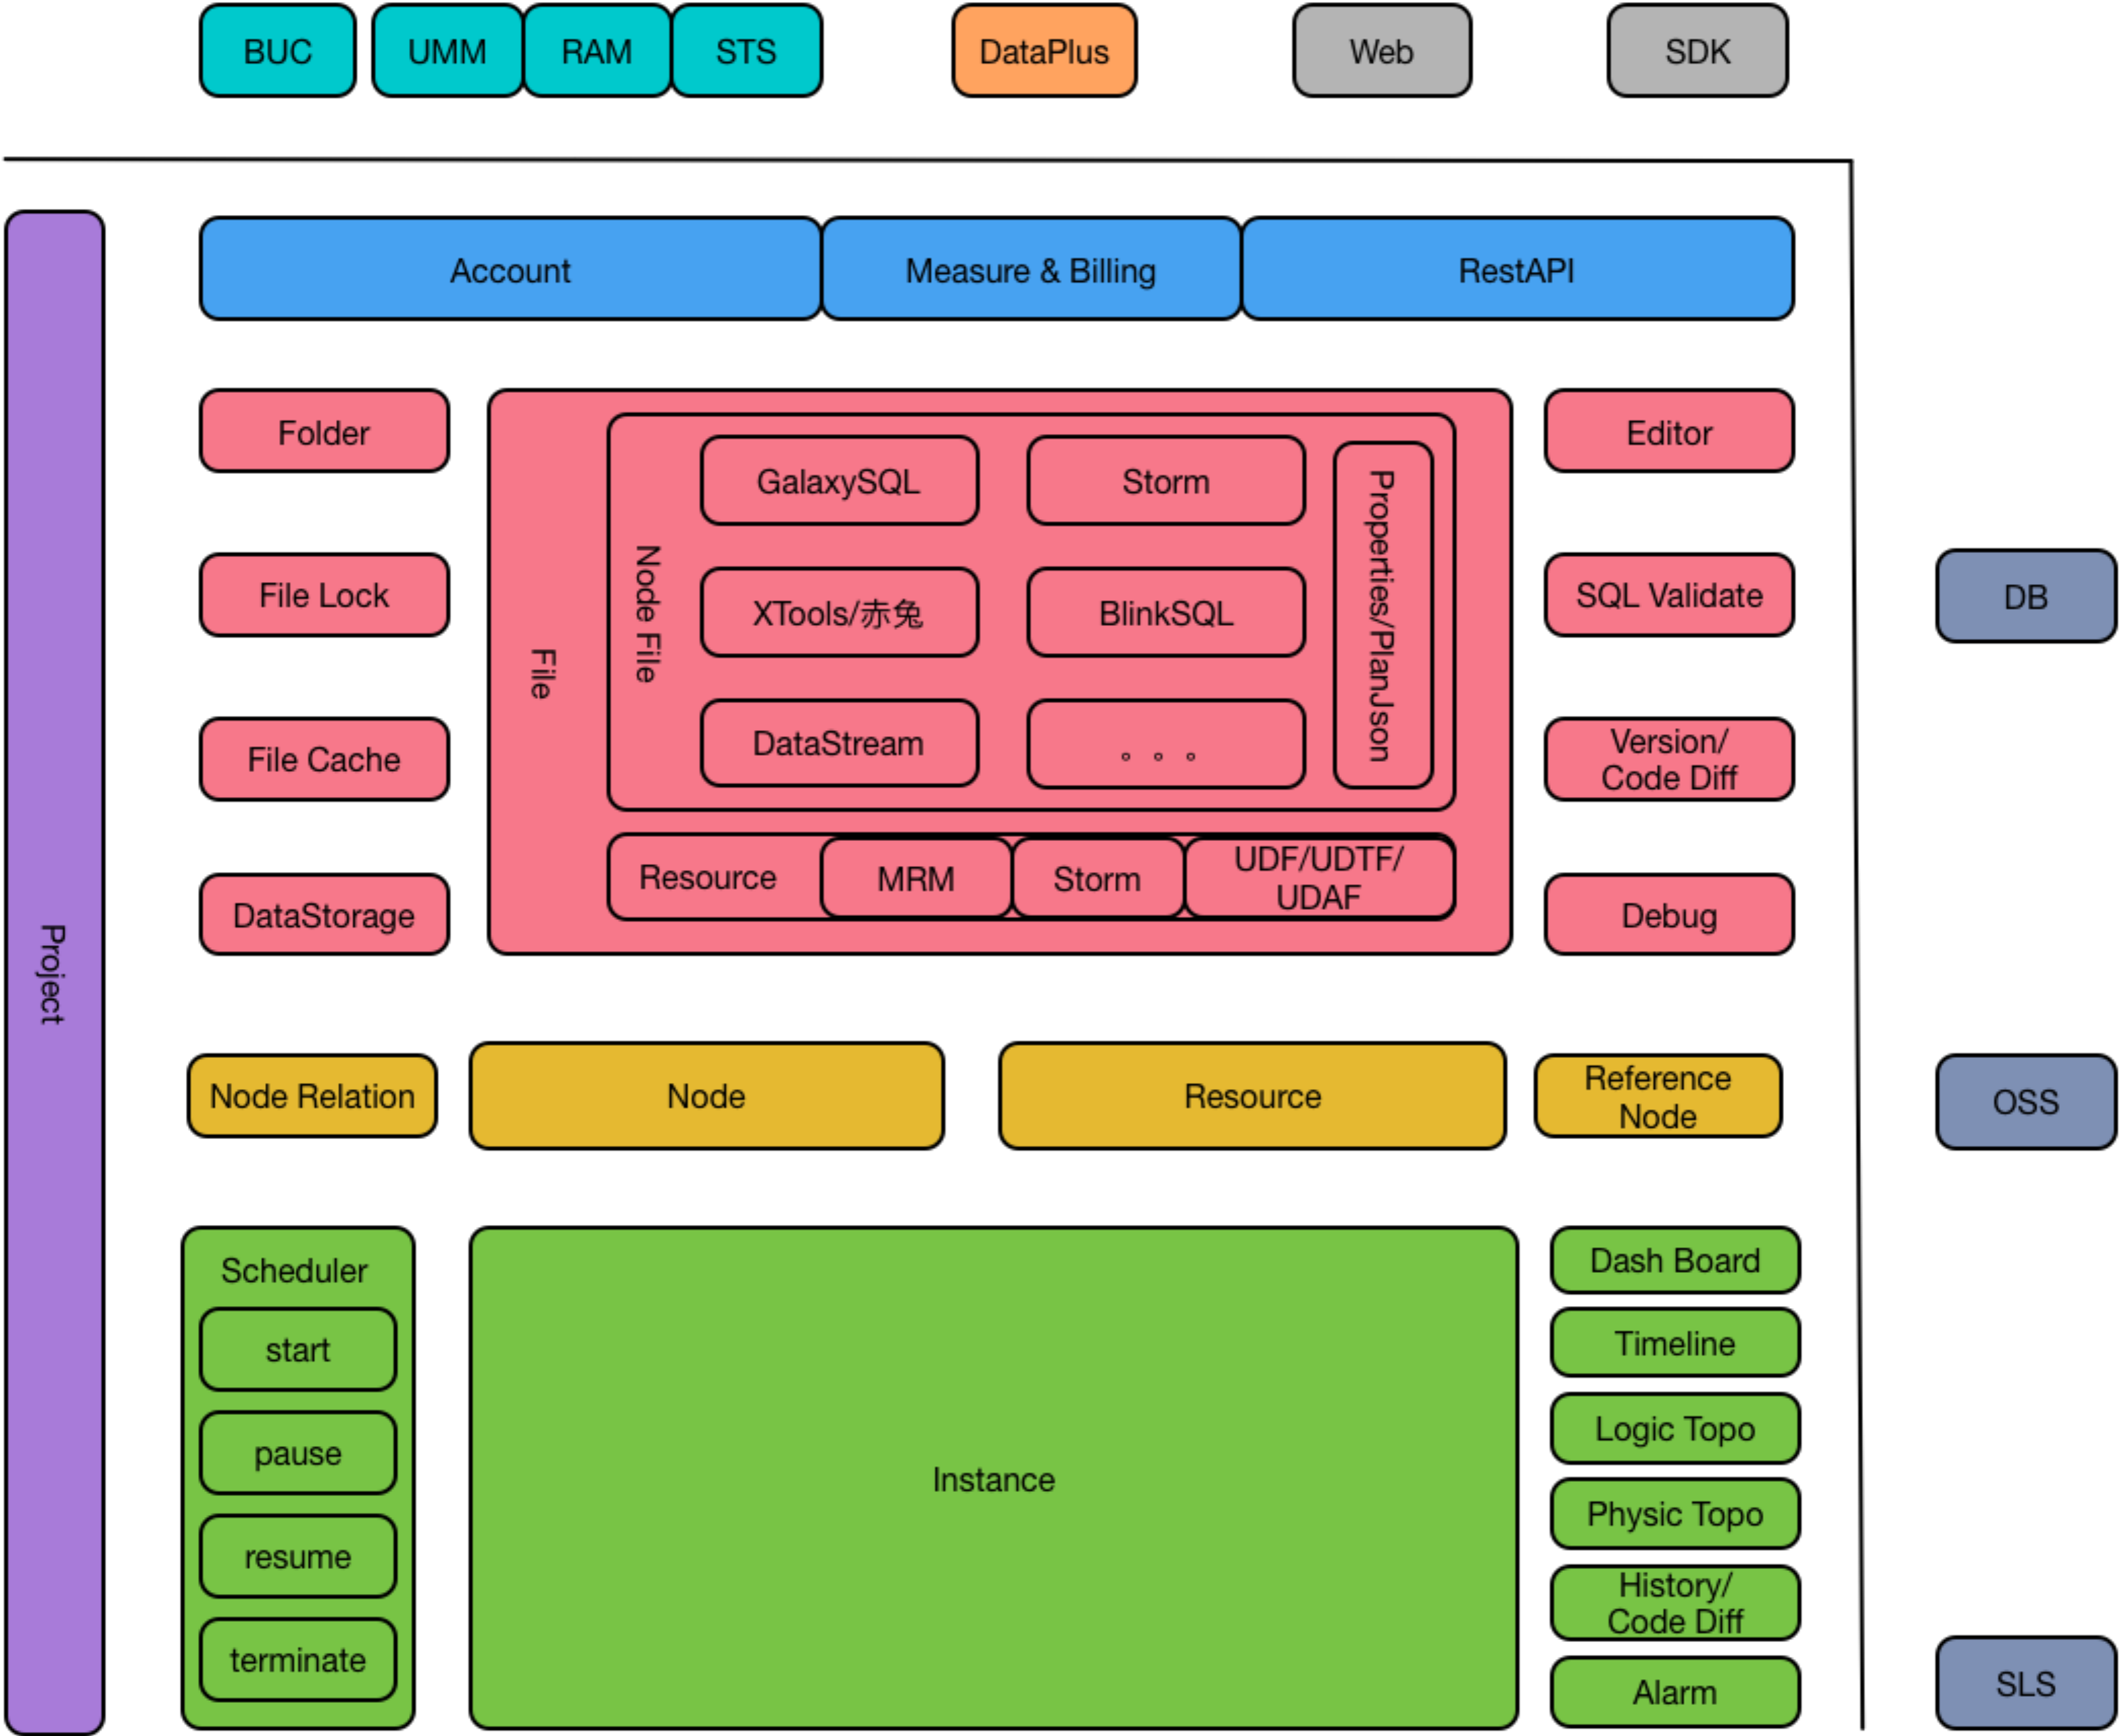 BUC
UMM
RAM
STS
DataPlus
Web
SDK
Project
Account
Measure & Billing
RestAPI
Folder
File Lock
File Cache
DataStorage
File
Node File
GalaxySQL
Storm
XTools/赤兔
BlinkSQL
DataStream
。。。
Properties/PlanJson
Resource
MRM
Storm
UDF/UDTF/
UDAF
Editor
SQL Validate
Version/
Code Diff
Debug
DB
Node Relation
Node
Resource
Reference
Node
OSS
Scheduler
start
pause
resume
terminate
Instance
Dash Board
Timeline
Logic Topo
Physic Topo
History/
Code Diff
Alarm
SLS